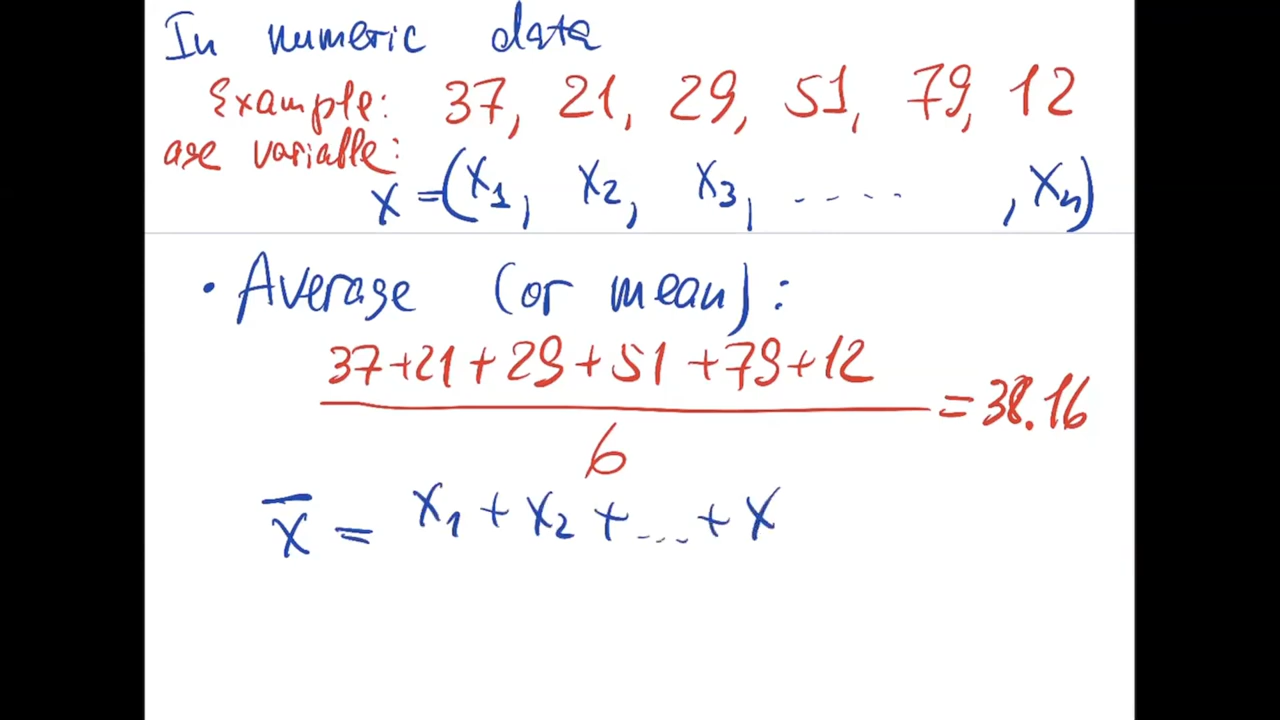 In numeric data
Example: 37, 21, 29, 51, 79, 12
age variable:
x = (x1, x2, x3, ....., xn)
• Average (or mean):
37+21+29+51+79+12
6
= 38.16
x̄ = x1 + x2 + ... + x